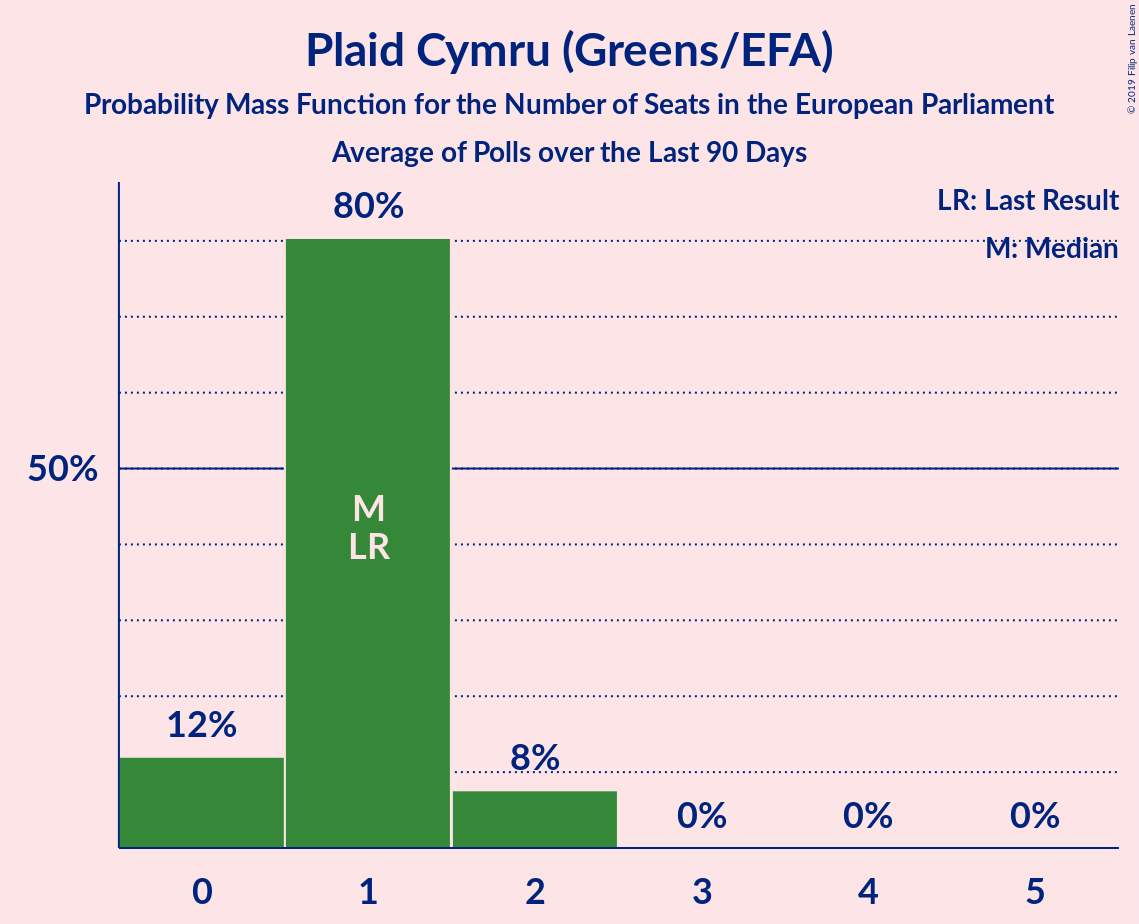 Plaid Cymru (Greens/EFA)
Probability Mass Function for the Number of Seats in the European Parliament
Average of Polls over the Last 90 Days
© 2019 Filip van Laenen
LR: Last Result
M: Median
80%
50%
M
LR
12%
8%
0%
0%
0%
0
1
2
3
4
5